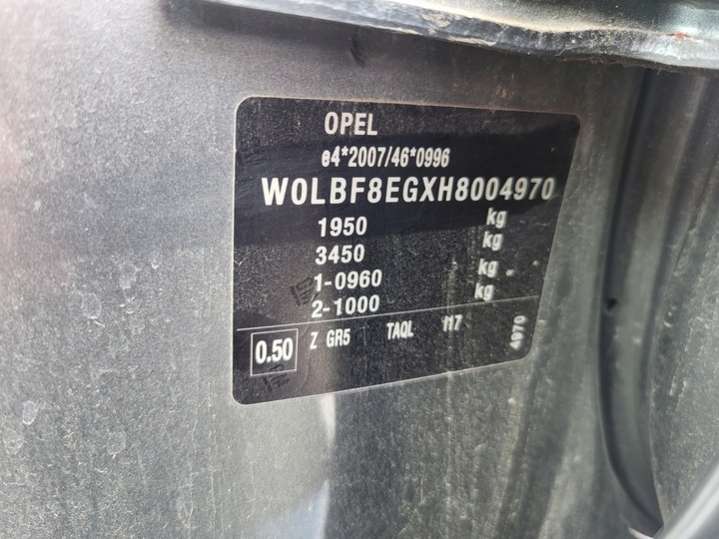 OPEL
e4*2007/46*0996
W0LBF8EGXH8004970
1950 kg
3450 kg
1-0960 kg
2-1000 kg
0.50 Z GR5 TAQL 117 4970